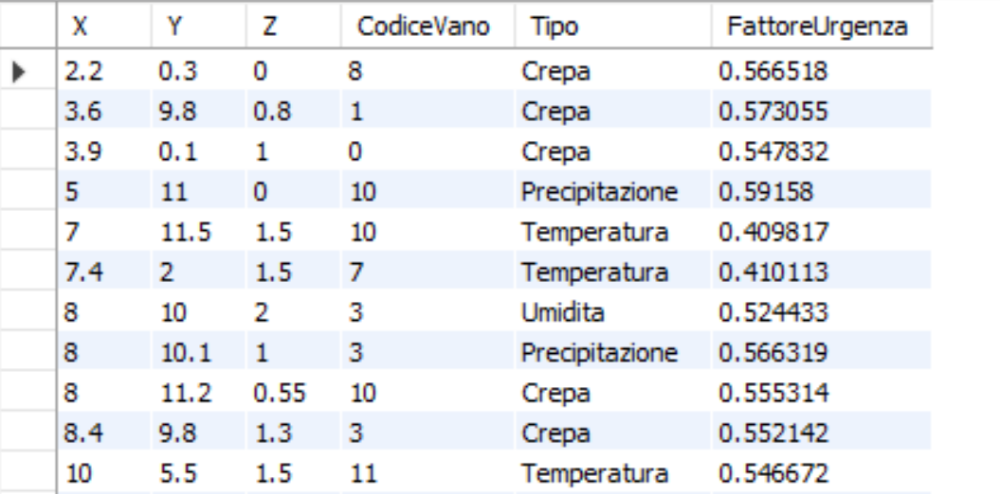 X Y Z CodiceVano Tipo FattoreUrgenza
2.2 0.3 0 8 Crepa 0.566518
3.6 9.8 0.8 1 Crepa 0.573055
3.9 0.1 1 0 Crepa 0.547832
5 11 0 10 Precipitazione 0.59158
7 11.5 1.5 10 Temperatura 0.409817
7.4 2 1.5 7 Temperatura 0.410113
8 10 2 3 Umidita 0.524433
8 10.1 1 3 Precipitazione 0.566319
8 11.2 0.55 10 Crepa 0.555314
8.4 9.8 1.3 3 Crepa 0.552142
10 5.5 1.5 11 Temperatura 0.546672